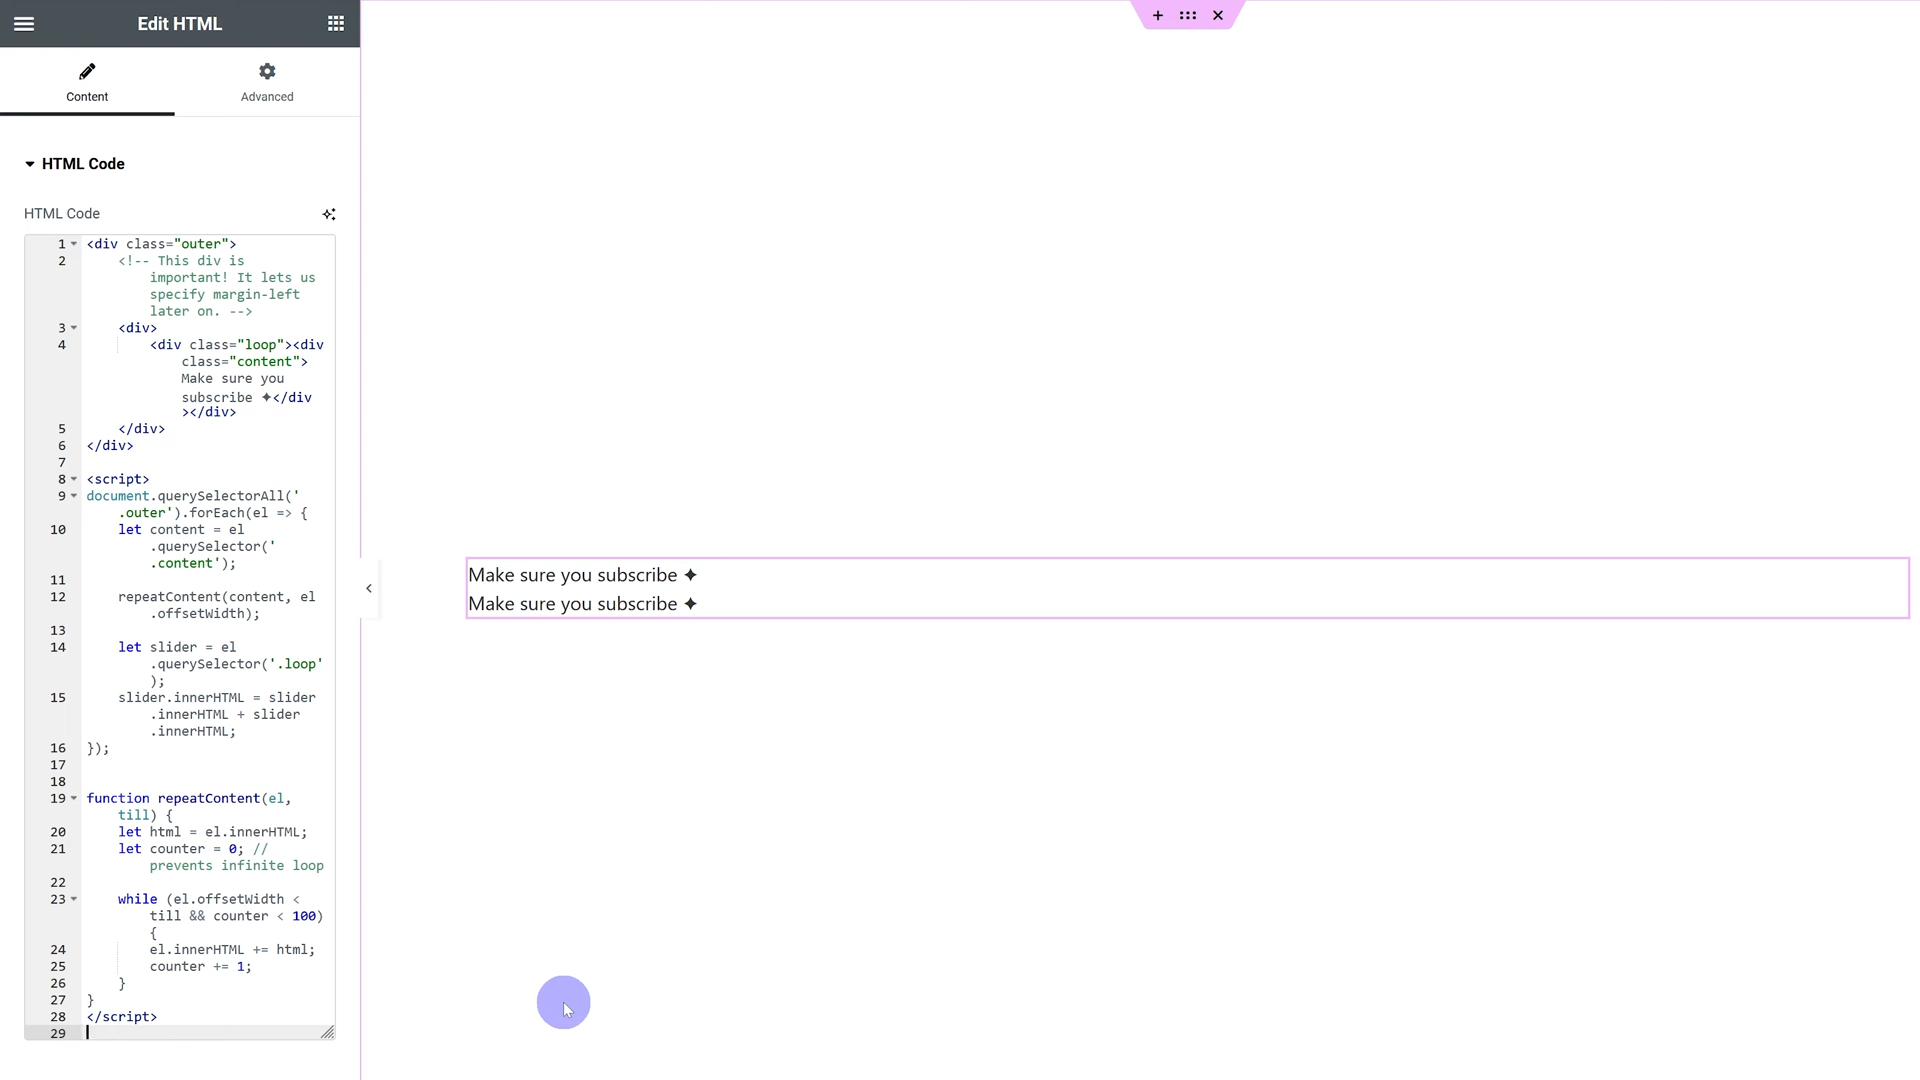 Edit HTML
Content
Advanced
HTML Code
HTML Code
1 <div class="outer">
2 <!-- This div is
important! It lets us
specify margin-left
later on. -->
3 <div>
4 <div class="loop"><div
class="content">
Make sure you
subscribe ✦</div
></div>
5 </div>
6 </div>
7
8 <script>
9 document.querySelectorAll('
.outer').forEach(el => {
10 let content = el
.querySelector('
.content');
11
12 repeatContent(content, el
.offsetWidth);
13
14 let slider = el
.querySelector('.loop'
);
15 slider.innerHTML = slider
.innerHTML + slider
.innerHTML;
16 });
17
18
19 function repeatContent(el,
till) {
20 let html = el.innerHTML;
21 let counter = 0; //
prevents infinite loop
22
23 while (el.offsetWidth <
till && counter < 100)
{
24 el.innerHTML += html;
25 counter += 1;
26 }
27 }
28 </script>
29
Make sure you subscribe ✦
Make sure you subscribe ✦